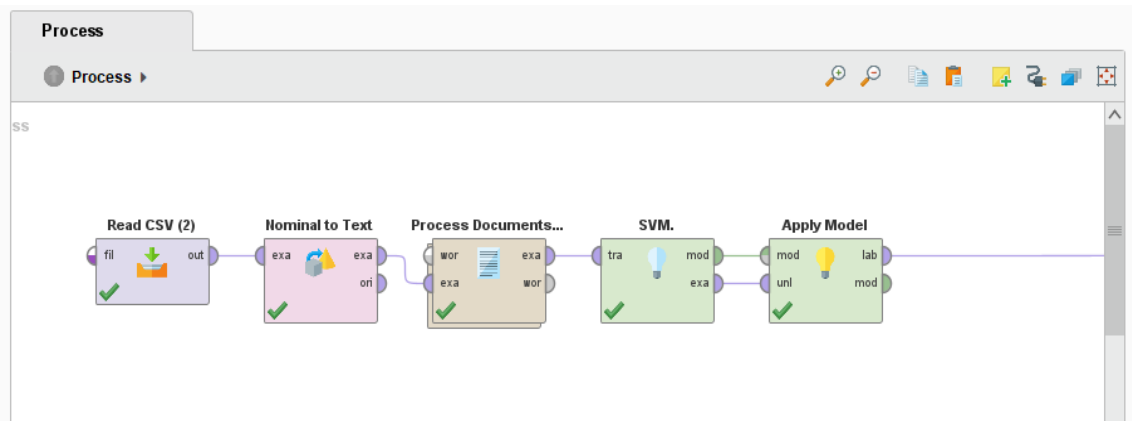 Process
Process
ss
Read CSV (2)
fil
out
Nominal to Text
exa
exa
ori
Process Documents...
wor
exa
exa
wor
SVM.
tra
mod
exa
Apply Model
mod
lab
unl
mod